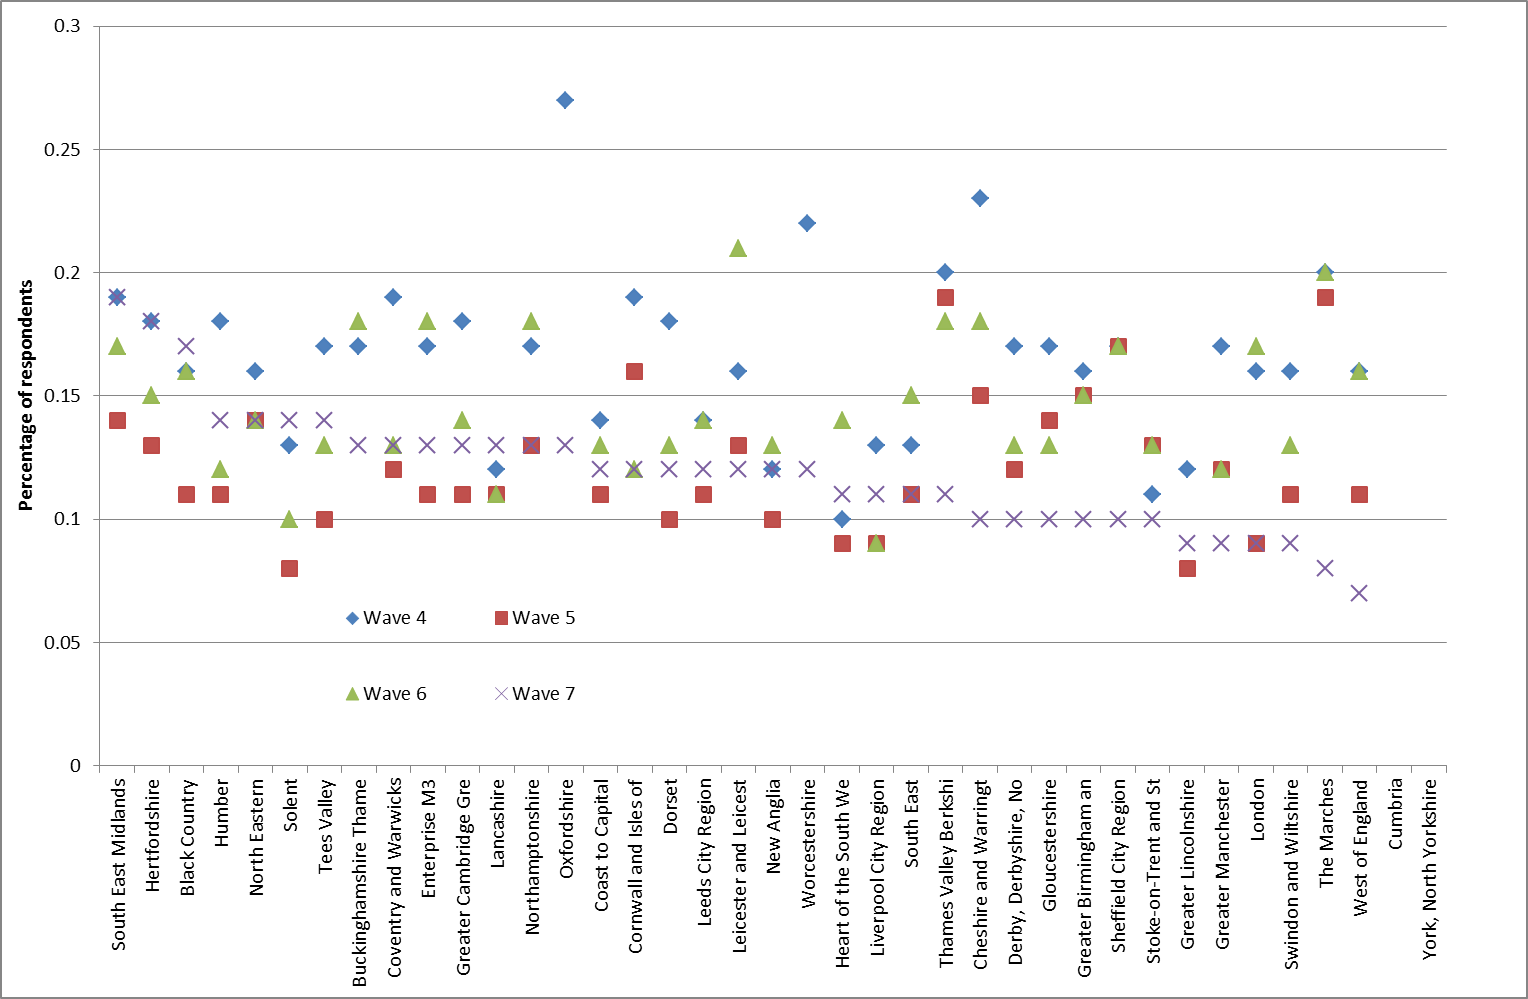 0.3
0.25
0.2
0.15
0.1
0.05
0
Percentage of respondents
Wave 4
Wave 5
Wave 6
Wave 7
South East Midlands
Hertfordshire
Black Country
Humber
North Eastern
Solent
Tees Valley
Buckinghamshire Thame
Coventry and Warwicks
Enterprise M3
Greater Cambridge Gre
Lancashire
Northamptonshire
Oxfordshire
Coast to Capital
Cornwall and Isles of
Dorset
Leeds City Region
Leicester and Leicest
New Anglia
Worcestershire
Heart of the South We
Liverpool City Region
South East
Thames Valley Berkshi
Cheshire and Warringt
Derby, Derbyshire, No
Gloucestershire
Greater Birmingham an
Sheffield City Region
Stoke-on-Trent and St
Greater Lincolnshire
Greater Manchester
London
Swindon and Wiltshire
The Marches
West of England
Cumbria
York, North Yorkshire